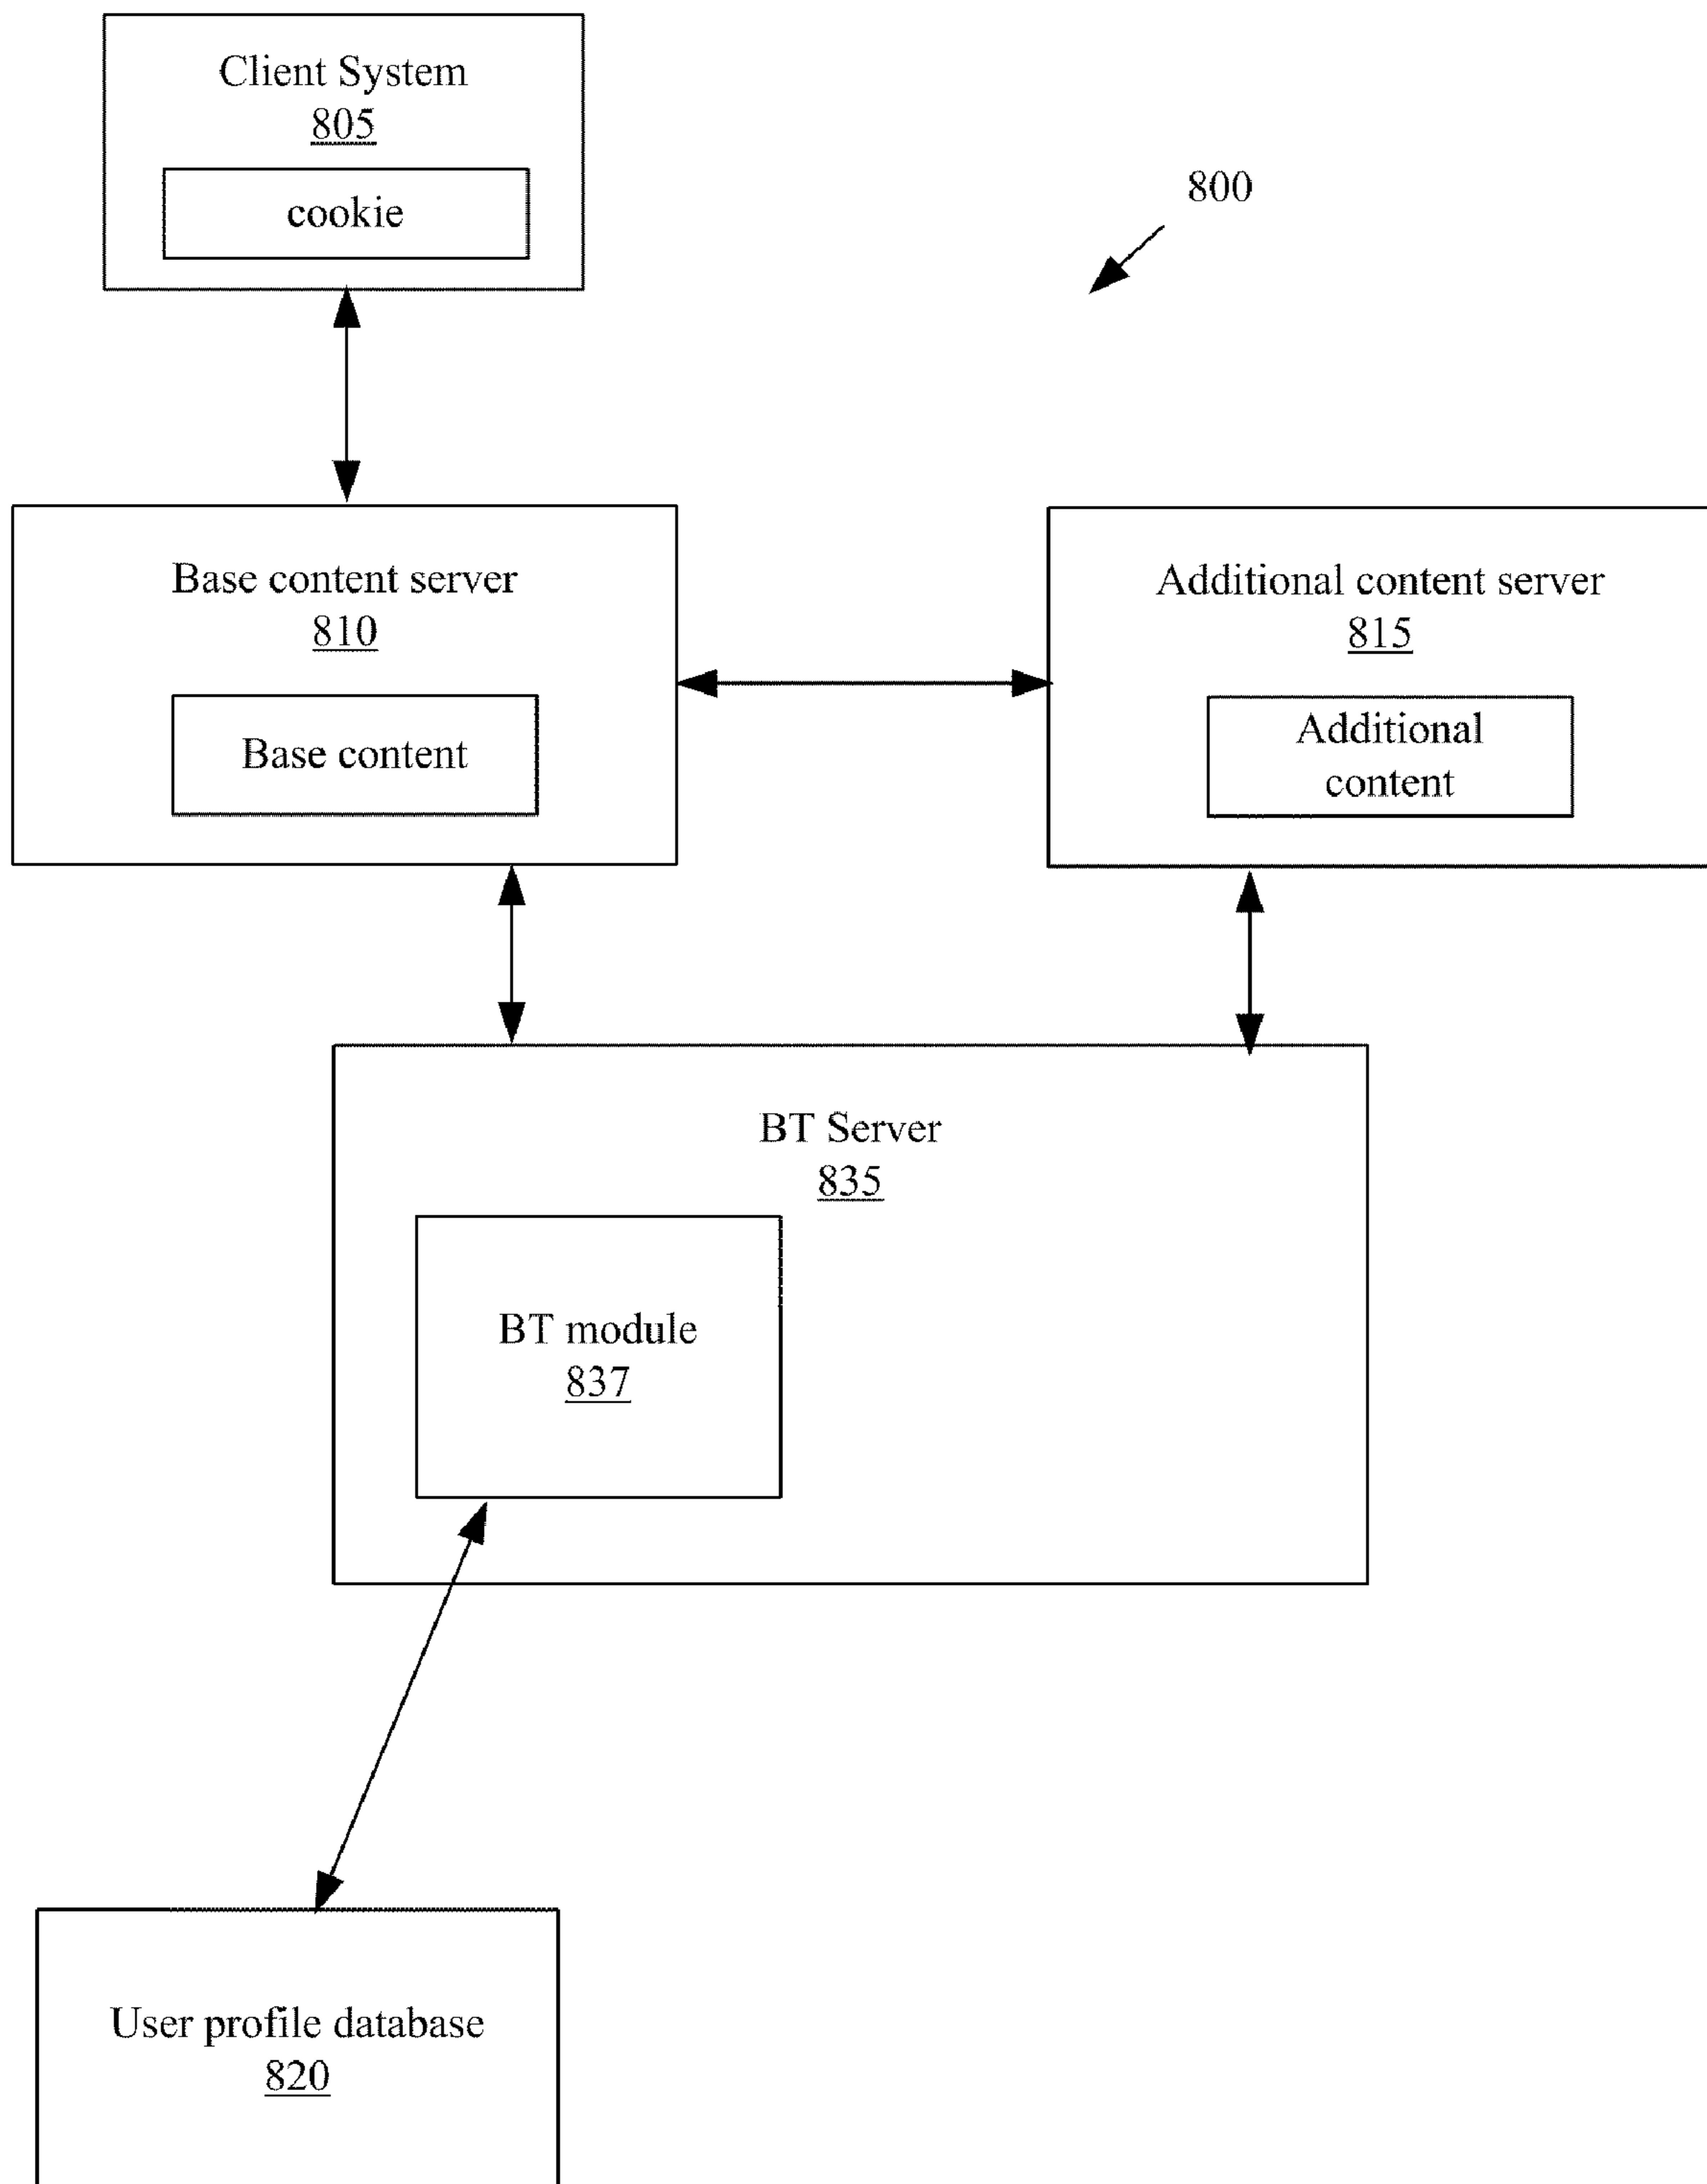 Client System
805
cookie
800
Base content server
810
Base content
Additional content server
815
Additional
content
BT Server
835
BT module
837
User profile database
820